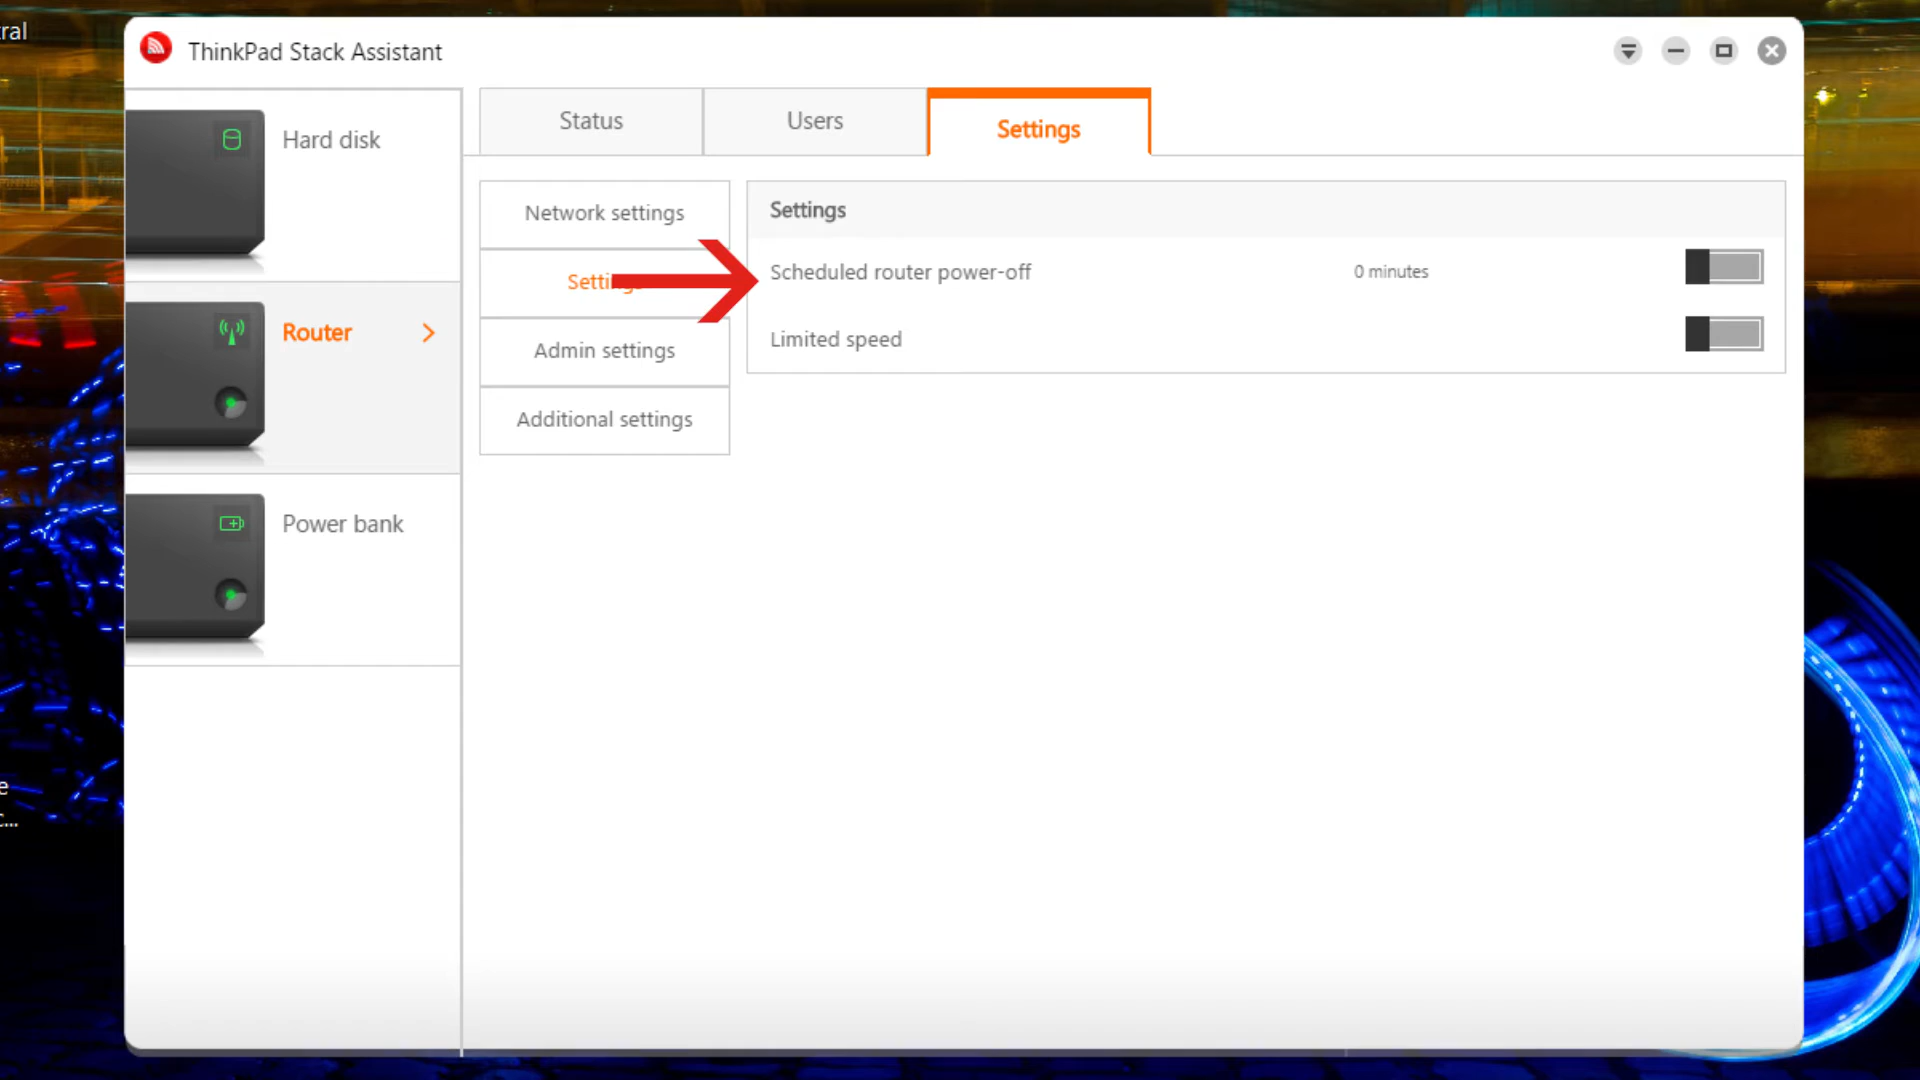 ral
ThinkPad Stack Assistant
Hard disk
Router
Power bank
Status
Users
Settings
Network settings
Settings
Admin settings
Additional settings
Settings
Scheduled router power-off
0 minutes
Limited speed
e
c...